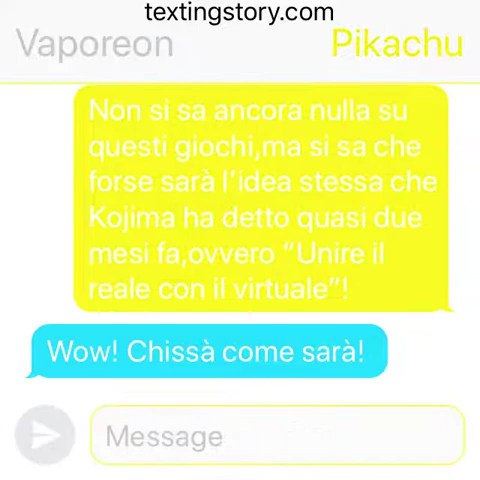 textingstory.com
Vaporeon Pikachu
Non si sa ancora nulla su
questi giochi,ma si sa che
forse sarà l’idea stessa che
Kojima ha detto quasi due
mesi fa,ovvero “Unire il
reale con il virtuale”!
Wow! Chissà come sarà!
Message